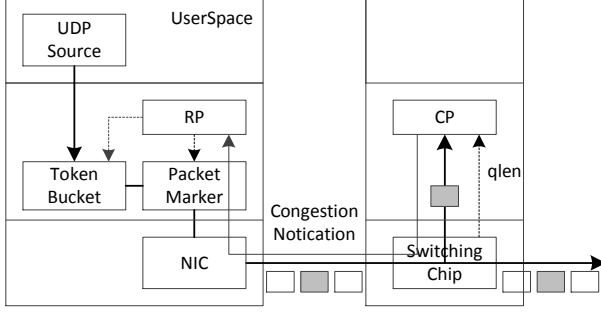 UserSpace
UDP
Source
RP
CP
Token
Bucket
Packet
Marker
qlen
Congestion
Notication
NIC
Switching
Chip